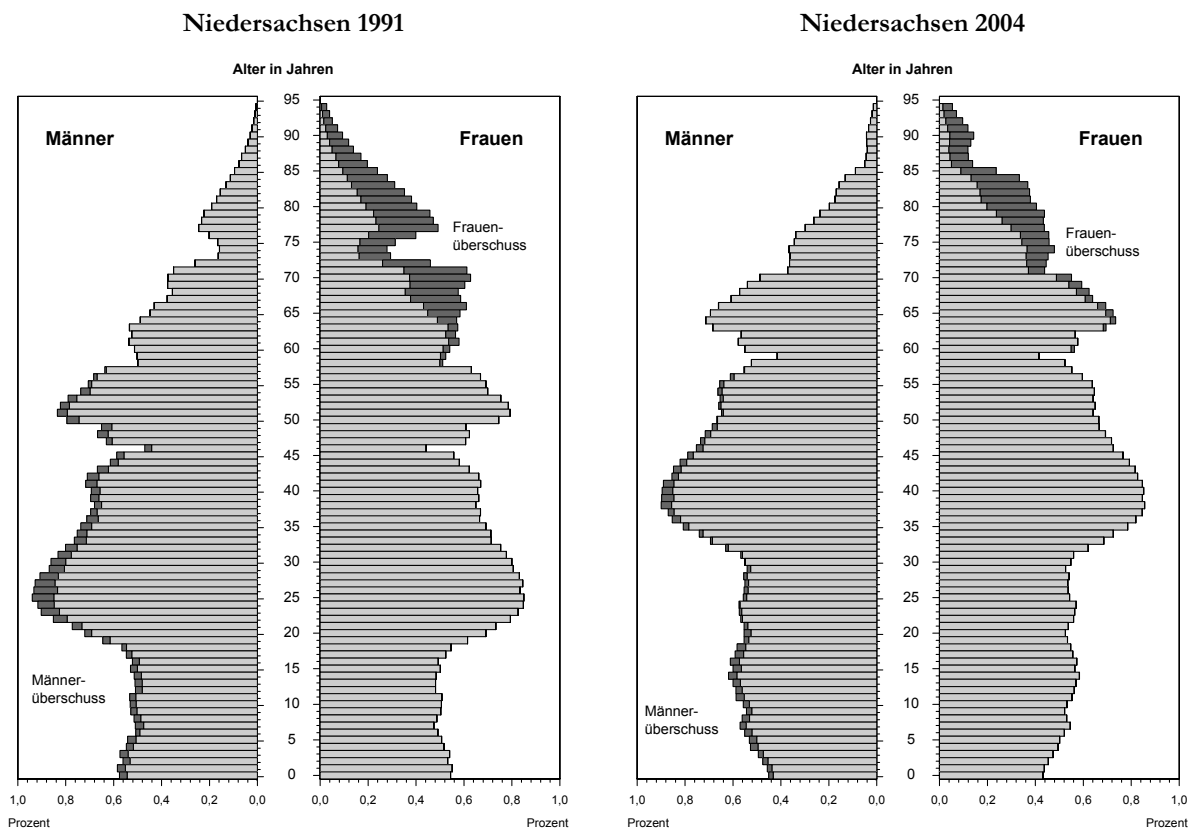 Niedersachsen 1991
Alter in Jahren
Männer
Frauen
95
90
85
80
75
70
65
60
55
50
45
40
35
30
25
20
15
10
5
0
Frauen-
überschuss
Männer-
überschuss
1,0 0,8 0,6 0,4 0,2 0,0
0,0 0,2 0,4 0,6 0,8 1,0
Prozent
Prozent
Niedersachsen 2004
Alter in Jahren
Männer
Frauen
95
90
85
80
75
70
65
60
55
50
45
40
35
30
25
20
15
10
5
0
Frauen-
überschuss
Männer-
überschuss
1,0 0,8 0,6 0,4 0,2 0,0
0,0 0,2 0,4 0,6 0,8 1,0
Prozent
Prozent